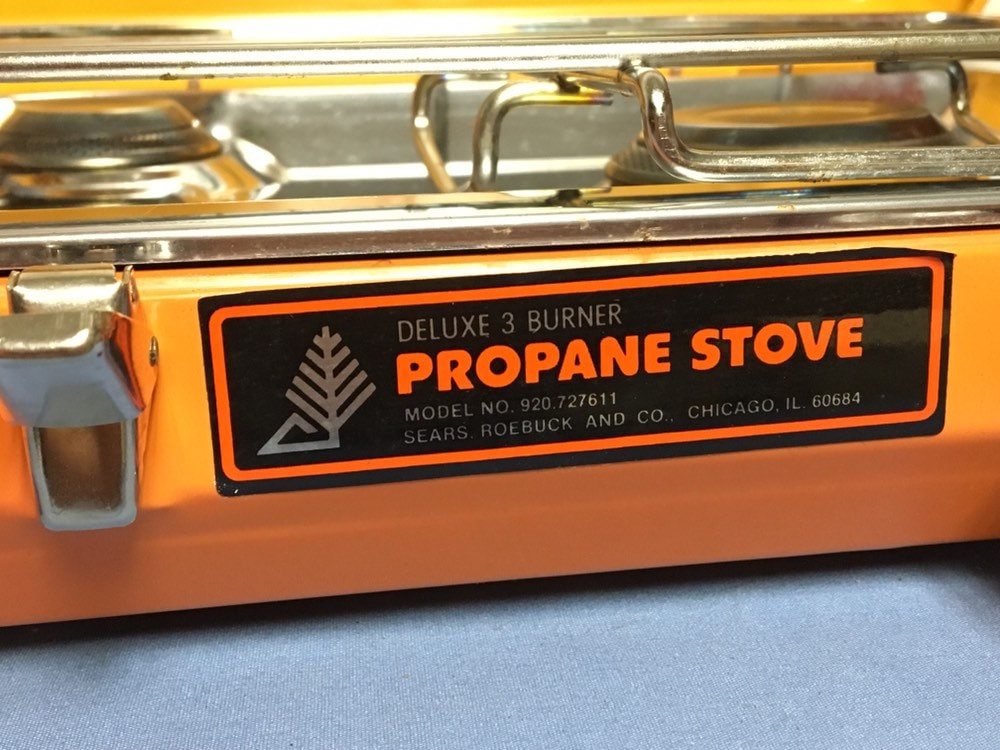 DELUXE 3 BURNER
PROPANE STOVE
MODEL NO. 920.727611
SEARS, ROEBUCK AND CO., CHICAGO, IL. 60684